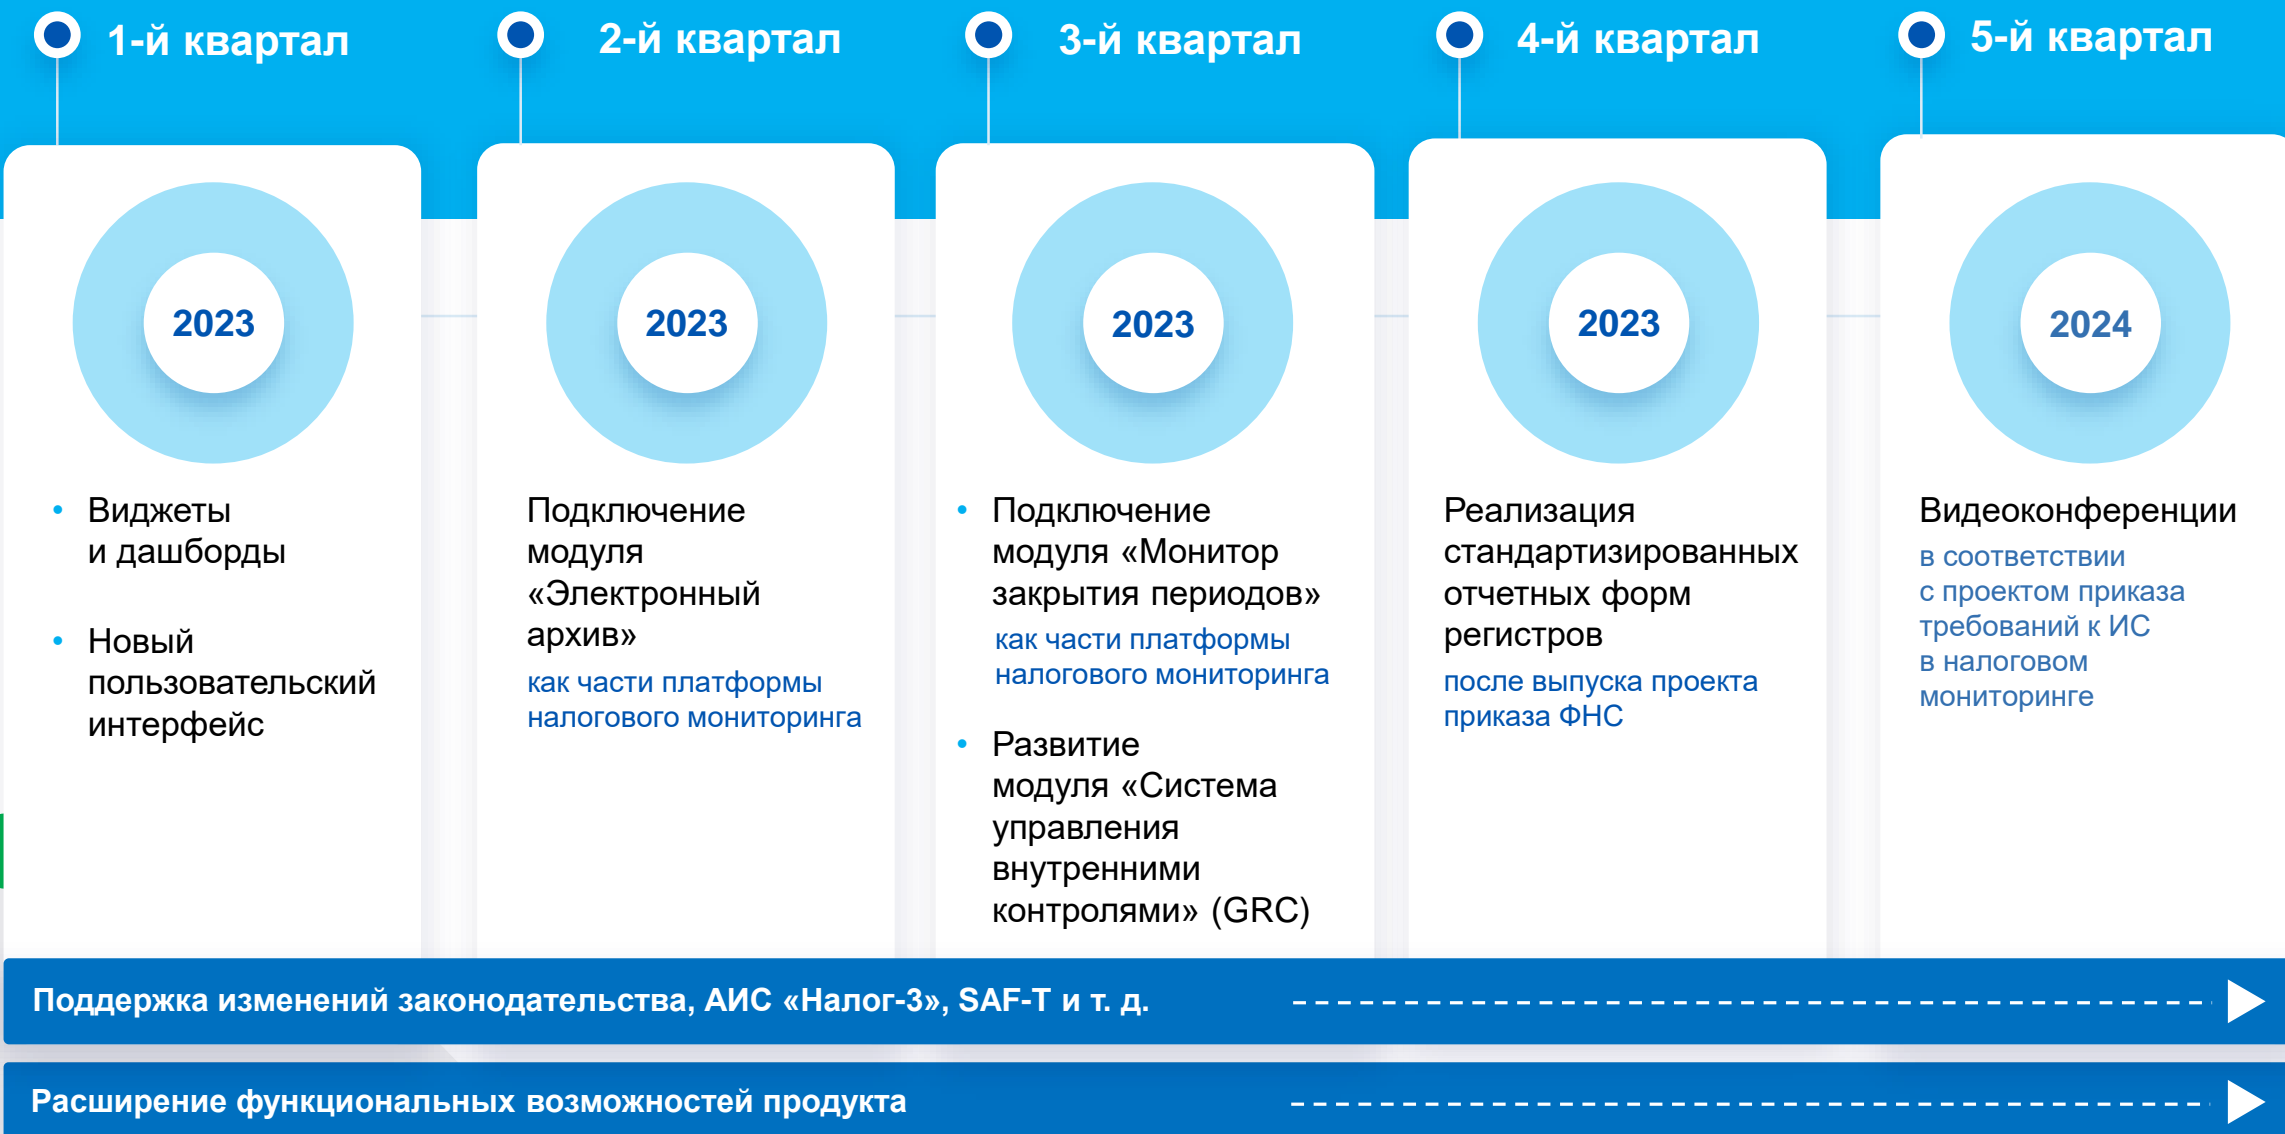 1-й квартал
2-й квартал
3-й квартал
4-й квартал
5-й квартал
2023
• Виджеты
и дашборды
• Новый
пользовательский
интерфейс
2023
Подключение
модуля
«Электронный
архив»
как части платформы
налогового мониторинга
2023
• Подключение
модуля «Монитор
закрытия периодов»
как части платформы
налогового мониторинга
• Развитие
модуля «Система
управления
внутренними
контролями» (GRC)
2023
Реализация
стандартизированных
отчетных форм
регистров
после выпуска проекта
приказа ФНС
2024
Видеоконференции
в соответствии
с проектом приказа
требований к ИС
в налоговом
мониторинге
Поддержка изменений законодательства, АИС «Налог-3», SAF-T и т. д.
Расширение функциональных возможностей продукта